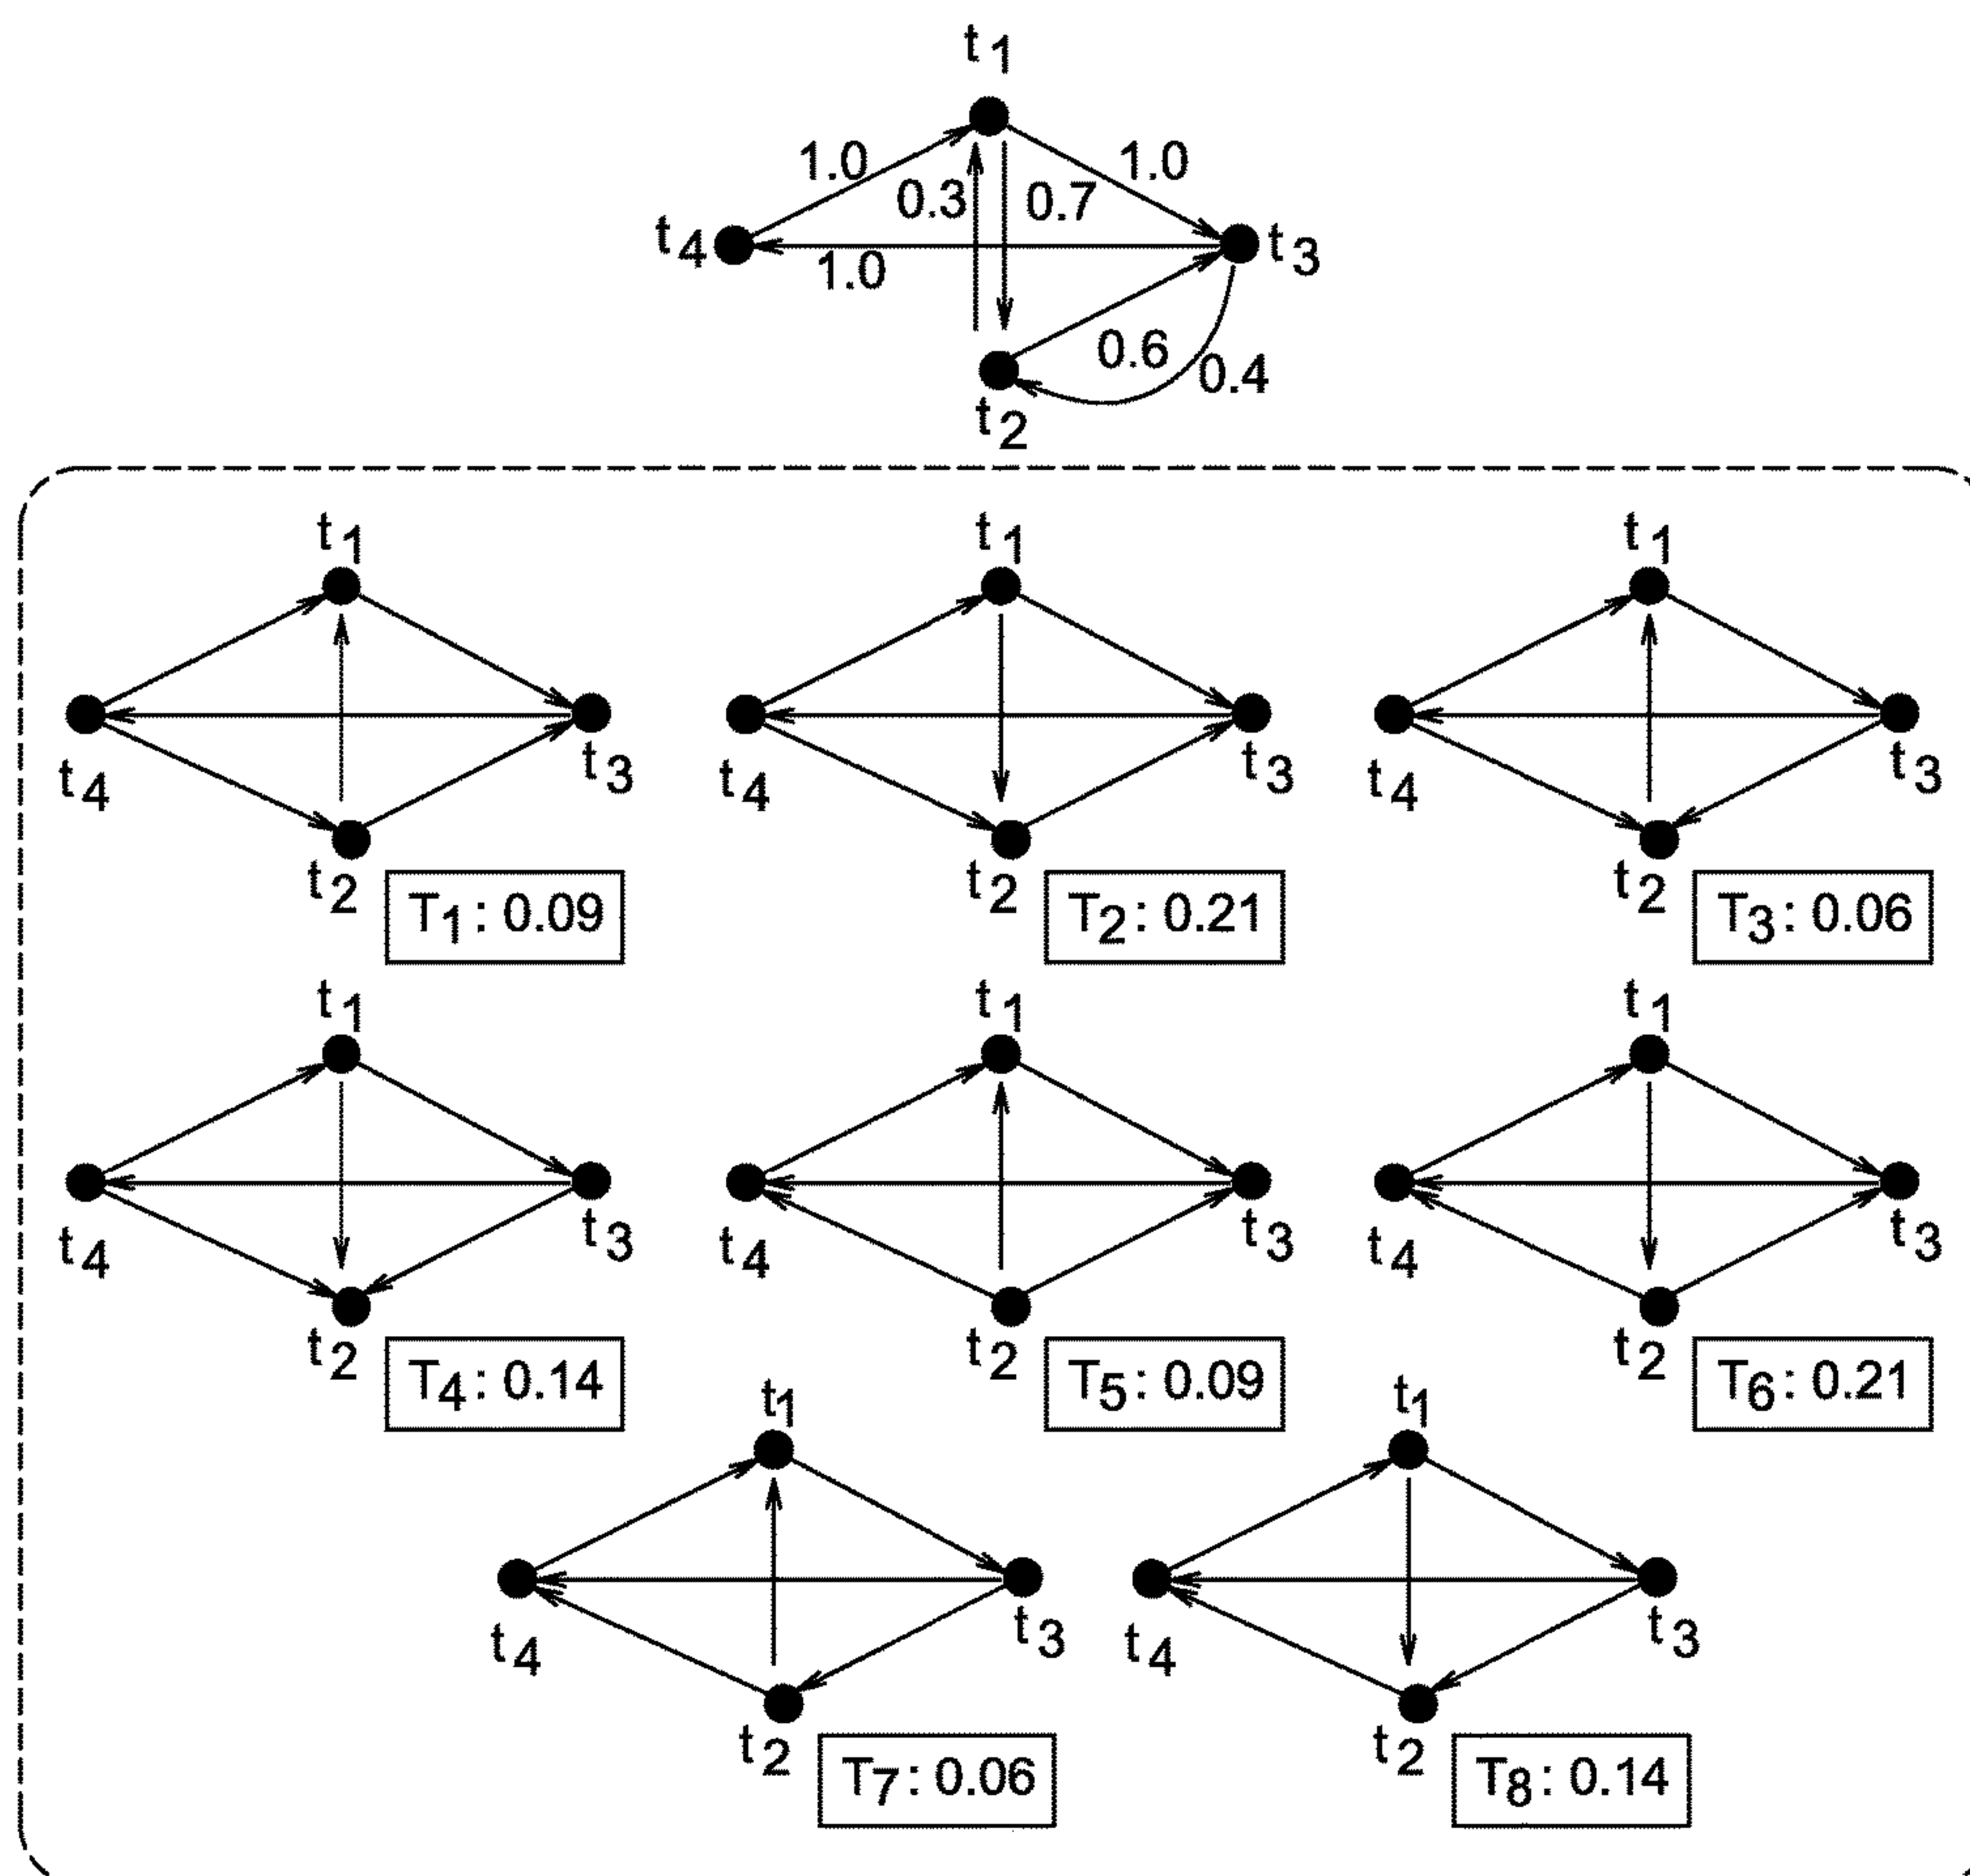 t1
1.0 1.0
0.3 0.7
t4 t3
1.0
0.6 0.4
t2
t1 t1 t1
t4 t3 t4 t3 t4 t3
t2 t2 t2
T1: 0.09 T2: 0.21 T3: 0.06
t1 t1 t1
t4 t3 t4 t3 t4 t3
t2 t2 t2
T4: 0.14 T5: 0.09 T6: 0.21
t1 t1
t4 t3 t4 t3
t2 t2
T7: 0.06 T8: 0.14